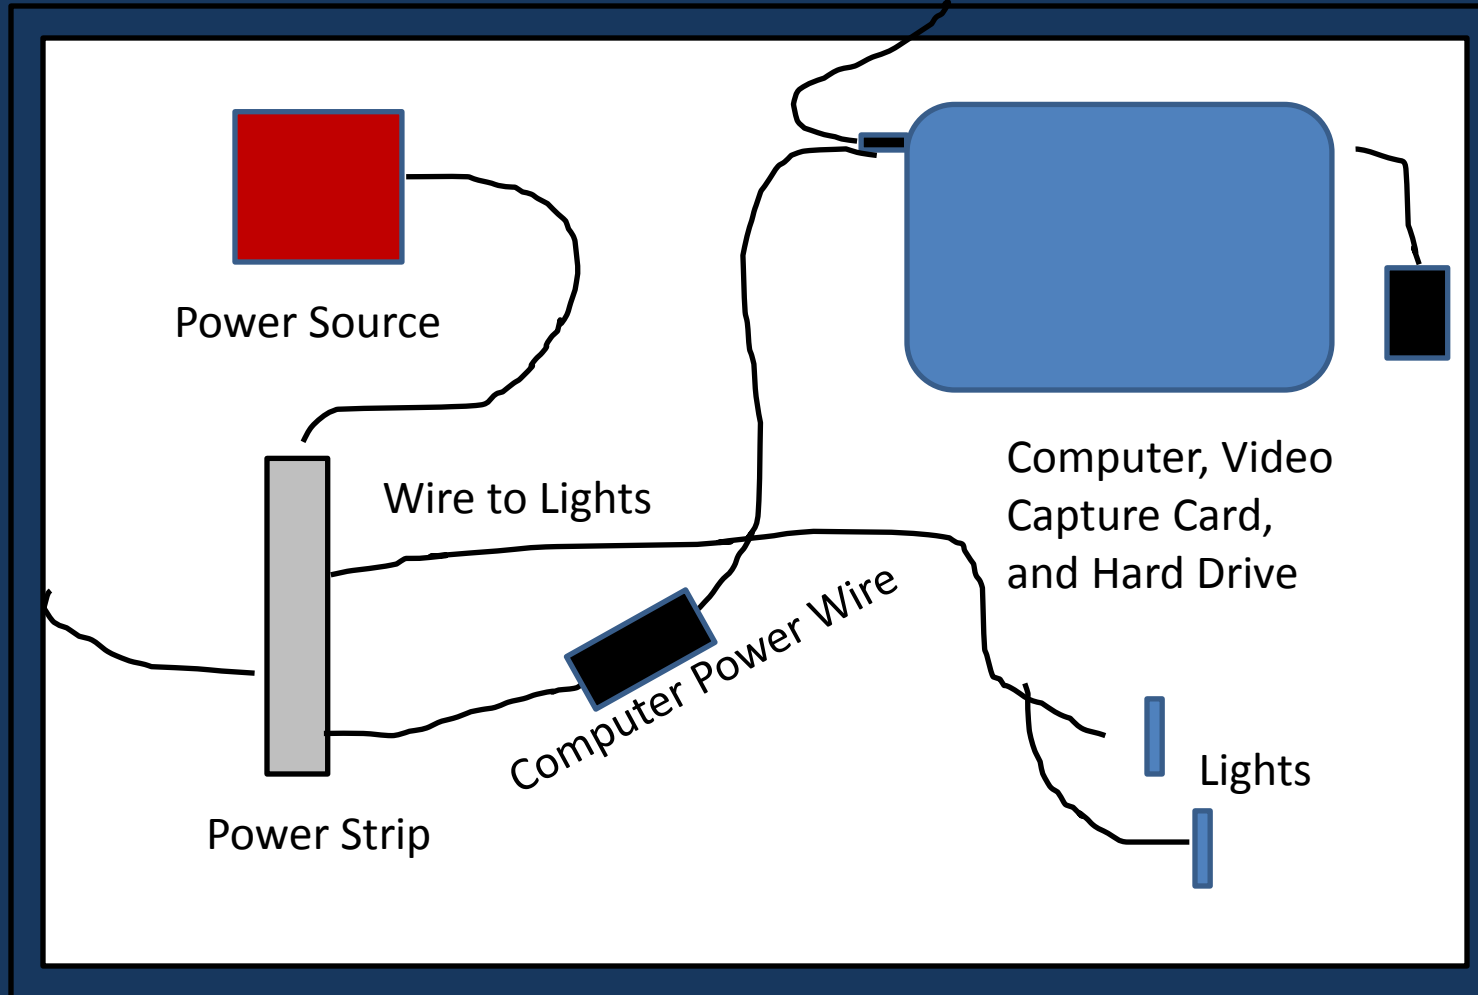 Power Source
Wire to Lights
Computer, Video
Capture Card,
and Hard Drive
Computer Power Wire
Lights
Power Strip